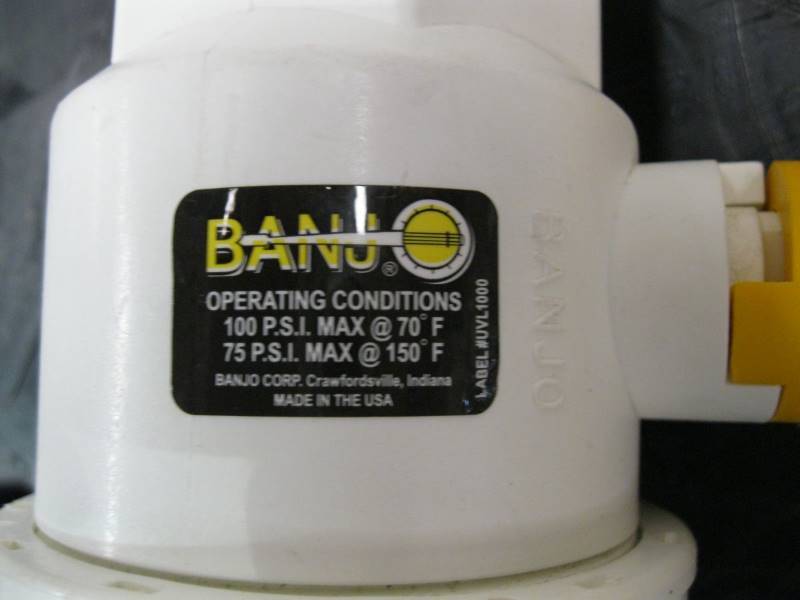 BANJO®
OPERATING CONDITIONS
100 P.S.I. MAX @ 70° F
75 P.S.I. MAX @ 150° F
BANJO CORP. Crawfordsville, Indiana
MADE IN THE USA
LABEL #UVL1000
BANJO